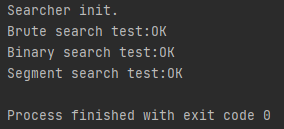 Searcher init.
Brute search test:OK
Binary search test:OK
Segment search test:OK
Process finished with exit code 0